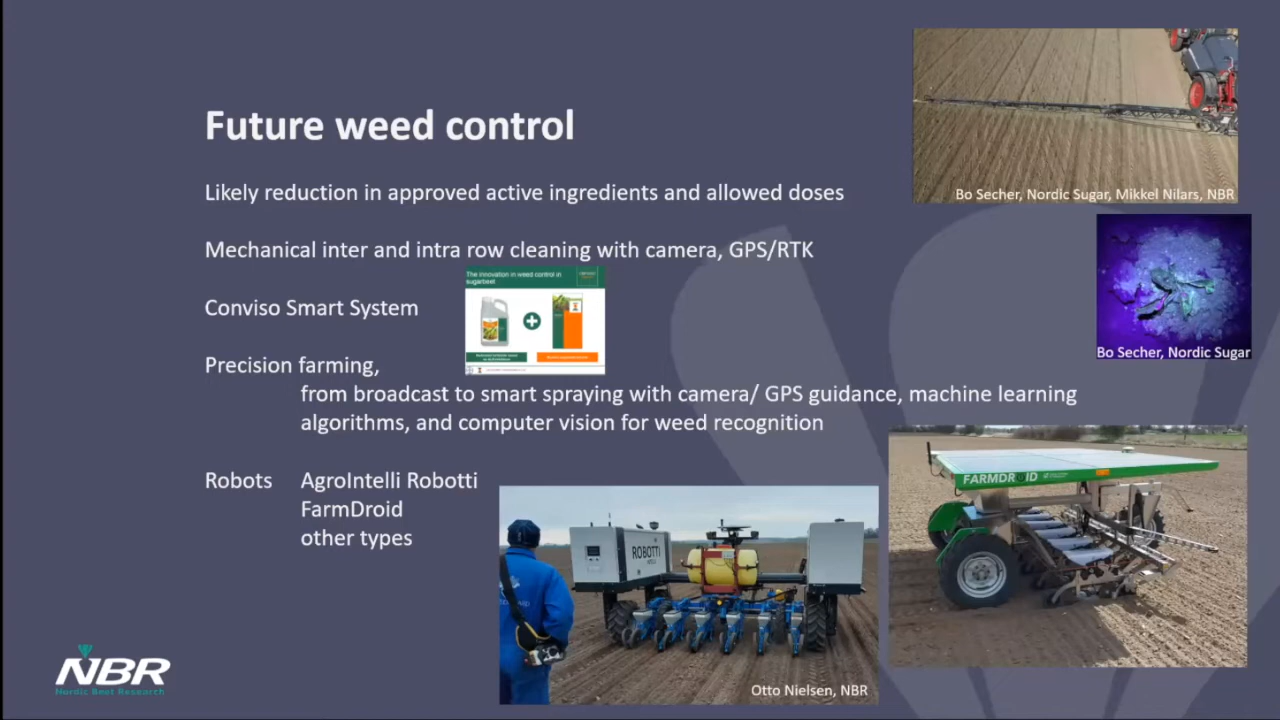 Future weed control
Likely reduction in approved active ingredients and allowed doses
Mechanical inter and intra row cleaning with camera, GPS/RTK
Conviso Smart System
The innovation in weed control in
sugarbeet
Precision farming,
from broadcast to smart spraying with camera/ GPS guidance, machine learning
algorithms, and computer vision for weed recognition
Robots
AgroIntelli Robotti
FarmDroid
other types
Bo Secher, Nordic Sugar, Mikkel Nilars, NBR
Bo Secher, Nordic Sugar
FARMDROID
ROBOTTI
Otto Nielsen, NBR
NBR
Nordic Beet Research